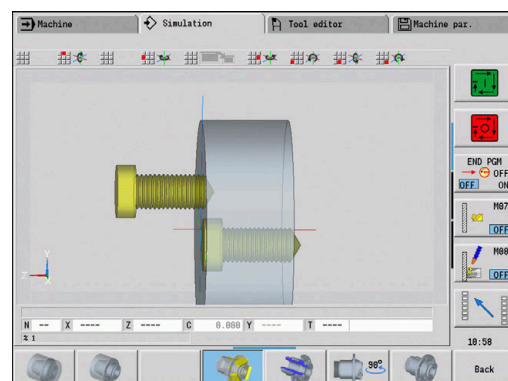 Machine
Simulation
Tool editor
Machine par.
END PGM
OFF
OFF ON
M07
OFF
M08
OFF
Y
Z
X
N -- X ---- Z ---- C 0.000 Y ---- T ----
% 1
10:58
90°
Back